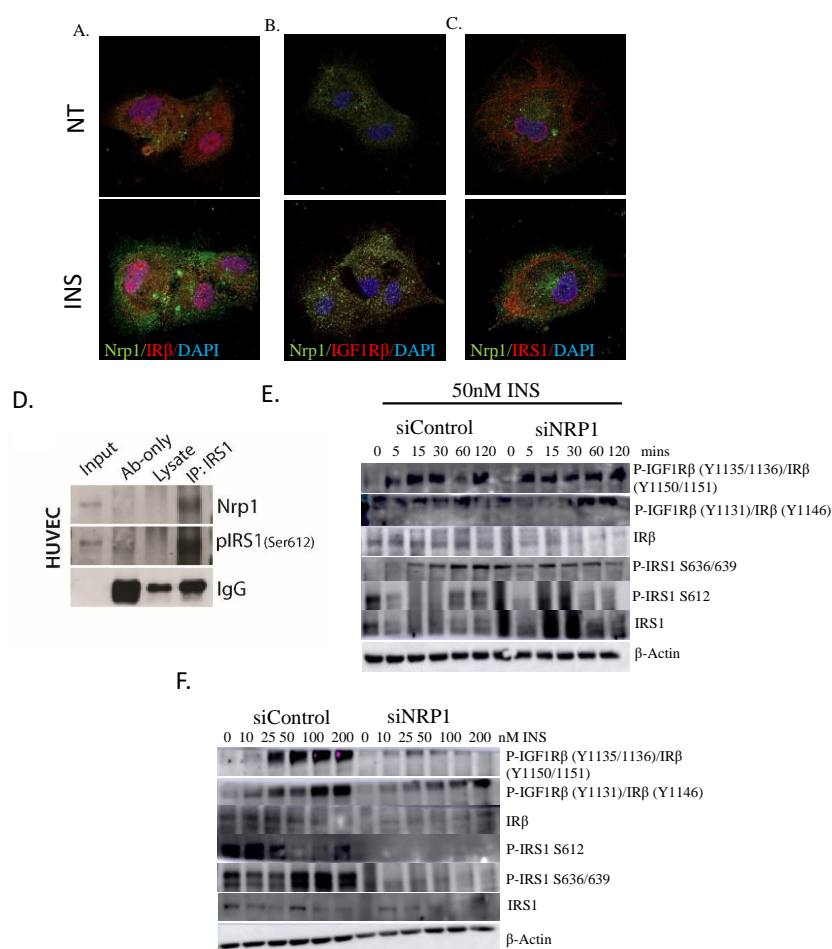 A.
B.
C.
NT
INS
Nrp1/IRβ/DAPI
Nrp1/IGF1Rβ/DAPI
Nrp1/IRS1/DAPI
D.
Input
Ab-only
Lysate
IP: IRS1
HUVEC
Nrp1
pIRS1(Ser612)
IgG
E.
50nM INS
siControl siNRP1
0 5 15 30 60 120 0 5 15 30 60 120 mins
P-IGF1Rβ (Y1135/1136)/IRβ
(Y1150/1151)
P-IGF1Rβ (Y1131)/IRβ (Y1146)
IRβ
P-IRS1 S636/639
P-IRS1 S612
IRS1
β-Actin
F.
siControl siNRP1
0 10 25 50 100 200 0 10 25 50 100 200 nM INS
P-IGF1Rβ (Y1135/1136)/IRβ
(Y1150/1151)
P-IGF1Rβ (Y1131)/IRβ (Y1146)
IRβ
P-IRS1 S612
P-IRS1 S636/639
IRS1
β-Actin